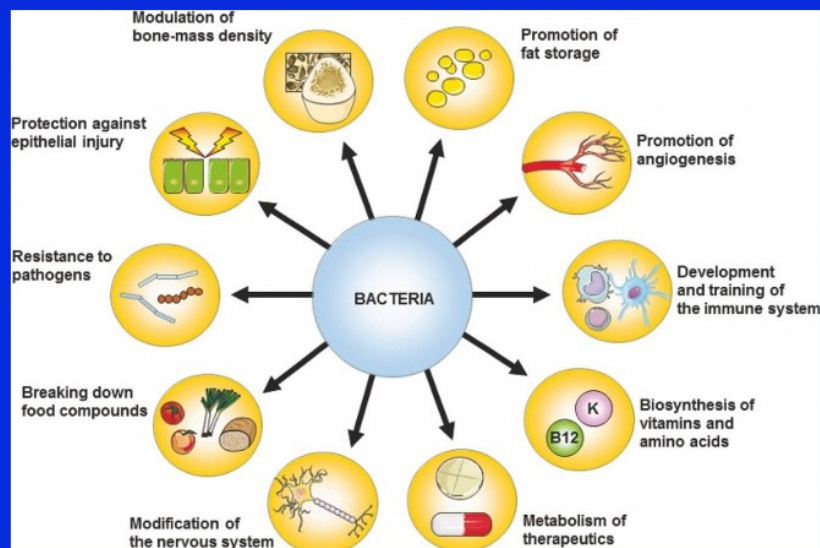 Modulation of
bone-mass density
Promotion of
fat storage
Protection against
epithelial injury
Promotion of
angiogenesis
Resistance to
pathogens
BACTERIA
Development
and training of
the immune system
Breaking down
food compounds
K
B12
Biosynthesis of
vitamins and
amino acids
Modification of
the nervous system
Metabolism of
therapeutics